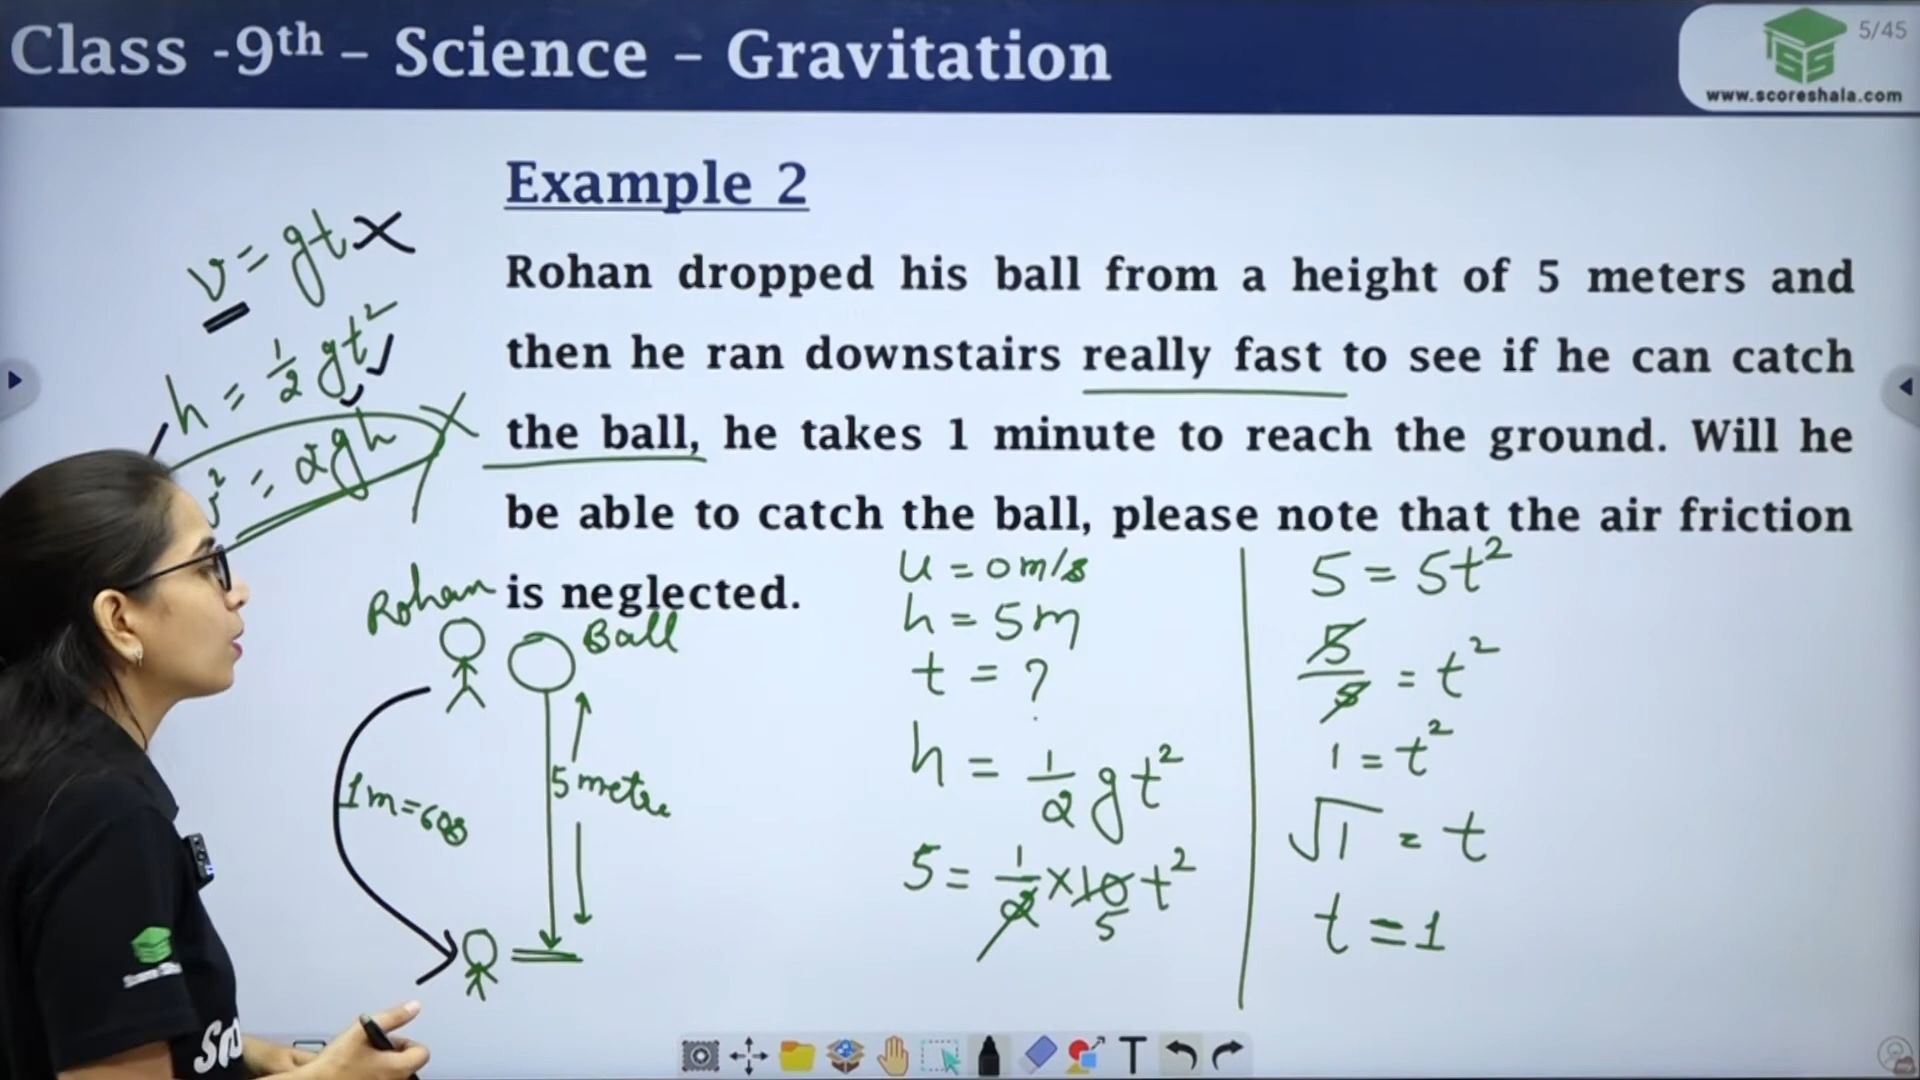 Class -9th – Science – Gravitation
5/45
SS
www.scoreshala.com
Example 2
Rohan dropped his ball from a height of 5 meters and
then he ran downstairs really fast to see if he can catch
the ball, he takes 1 minute to reach the ground. Will he
be able to catch the ball, please note that the air friction
is neglected.
v = gt ×
h = 1/2 gt² ✓
v² = 2gh ×
Rohan
Ball
1m = 60s
5 metre
u = 0 m/s
h = 5m
t = ?
h = 1/2 gt²
5 = 1/2 × 10 t²
5
5 = 5t²
5/5 = t²
1 = t²
√1 = t
t = 1
T